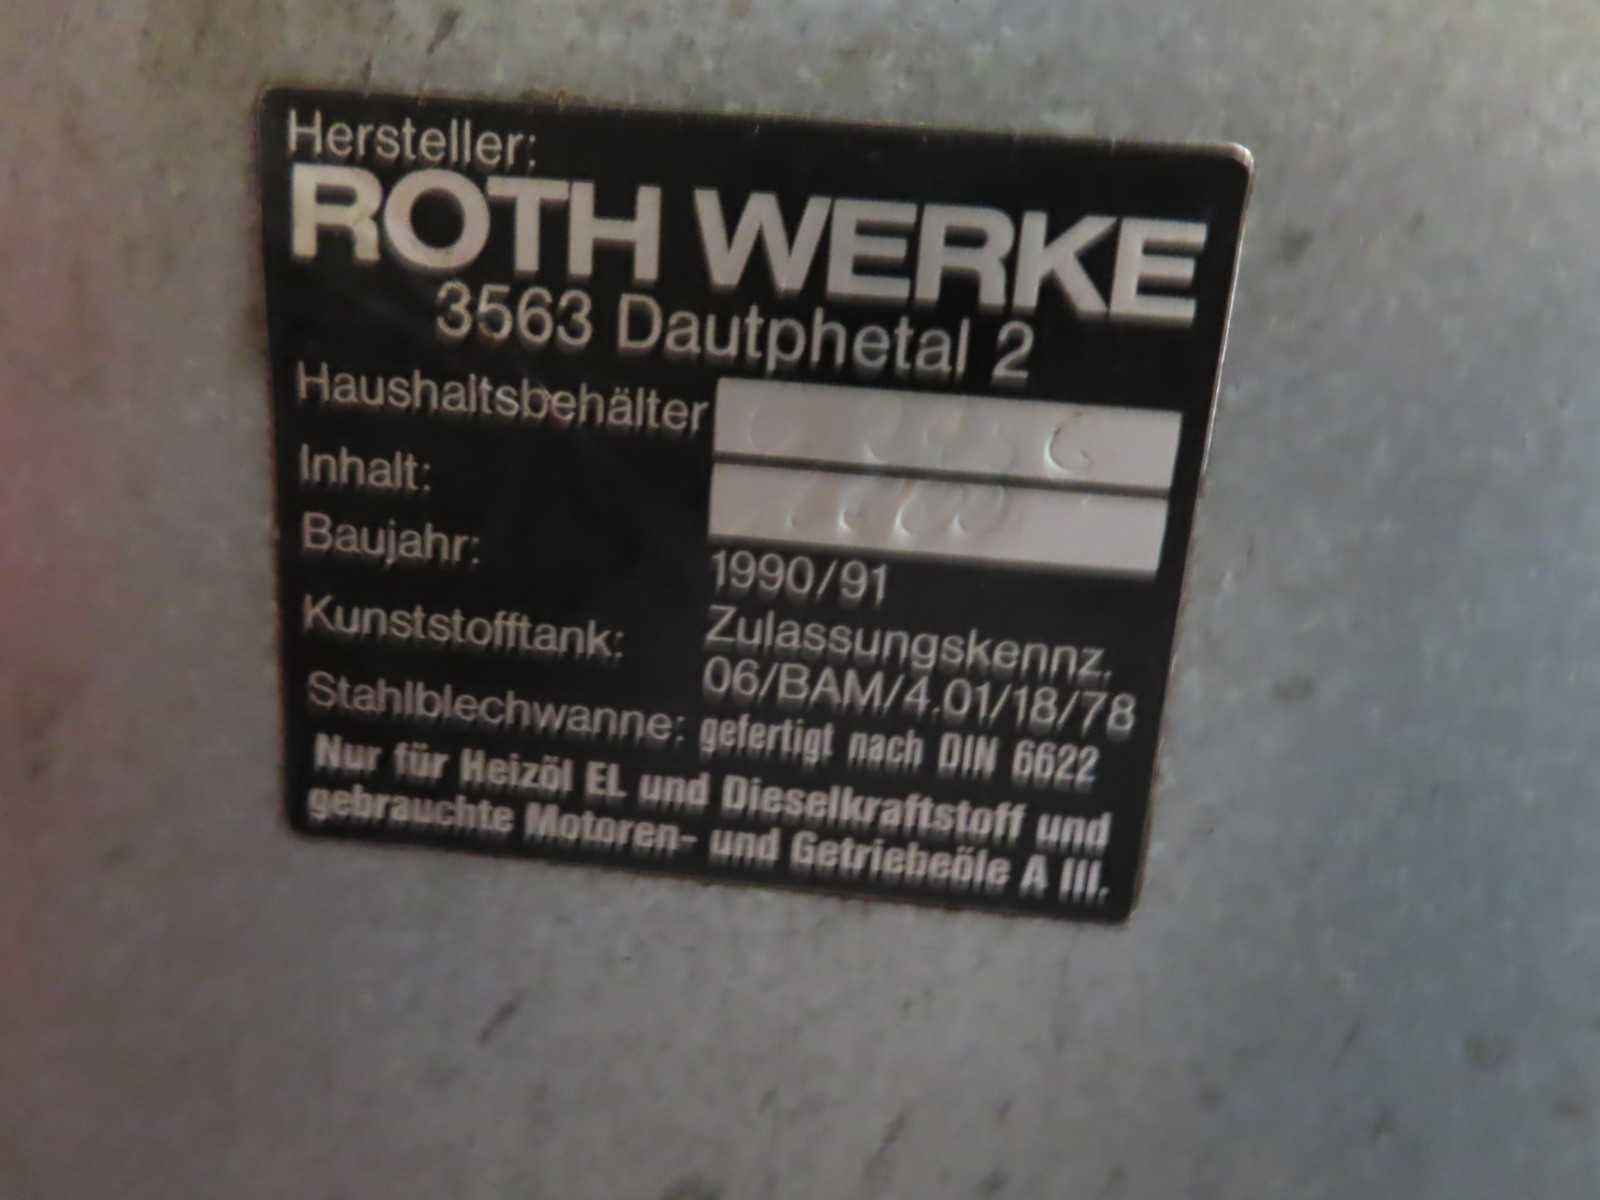 Hersteller:
ROTH WERKE
3563 Dautphetal 2
Haushaltsbehälter
Inhalt:
Baujahr: 1990/91
Kunststofftank: Zulassungskennz.
06/BAM/4.01/18/78
Stahlblechwanne: gefertigt nach DIN 6622
Nur für Heizöl EL und Dieselkraftstoff und
gebrauchte Motoren- und Getriebeöle A III.